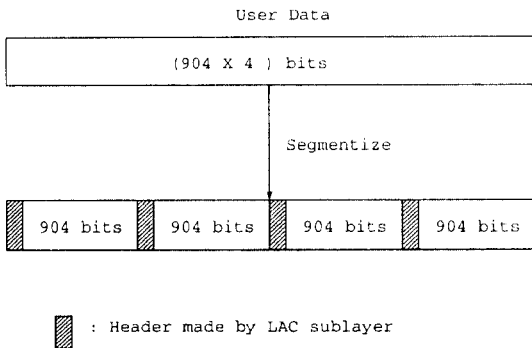 User Data
(904 X 4 ) bits
Segmentize
904 bits 904 bits 904 bits 904 bits
: Header made by LAC sublayer